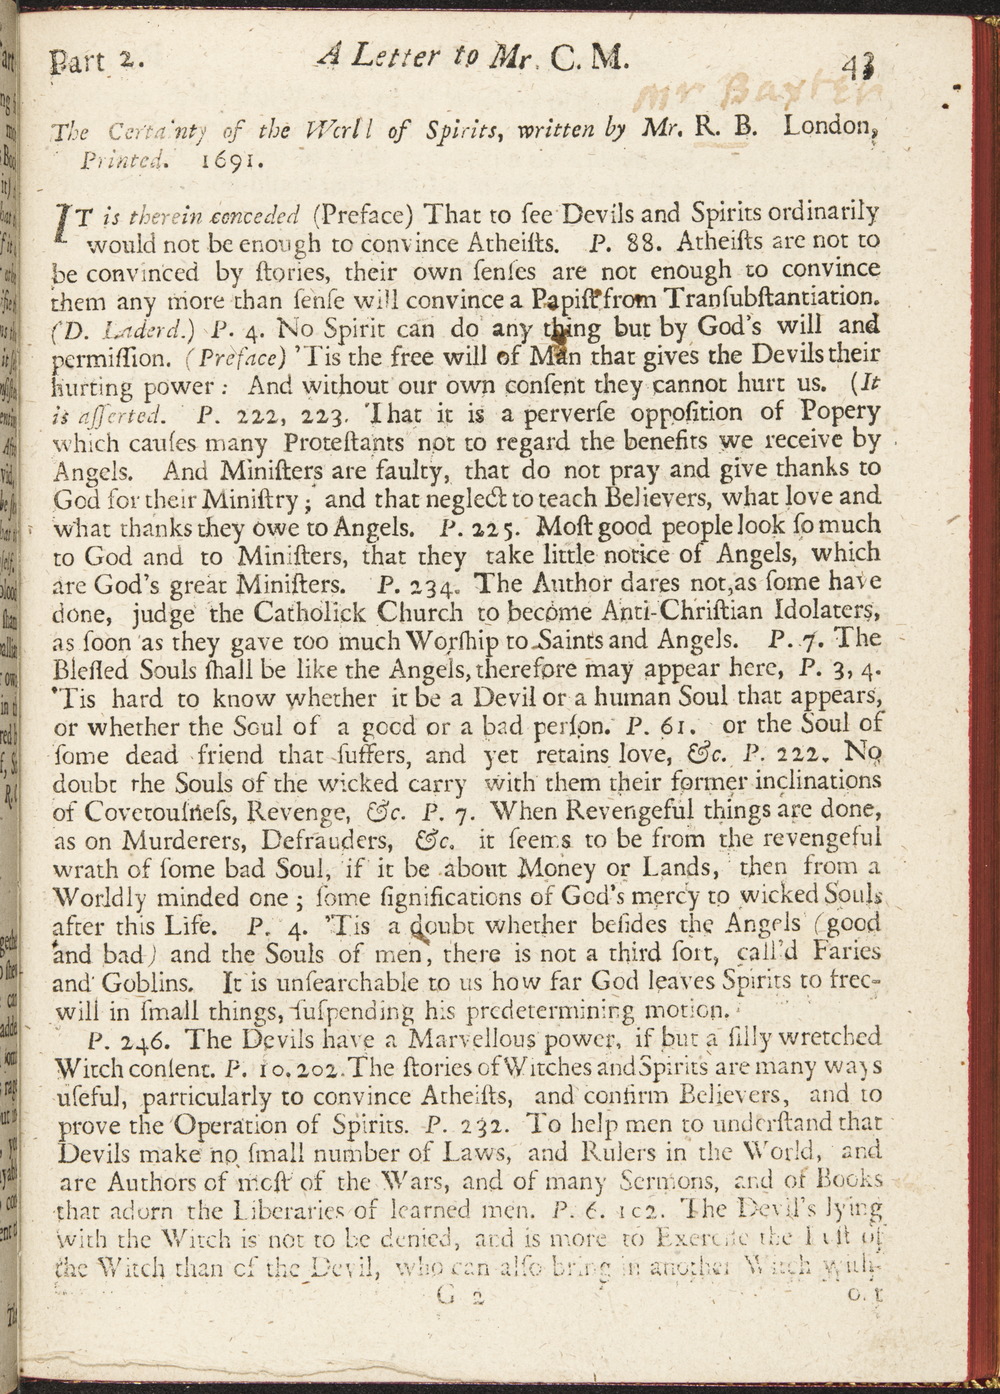 Part 2. A Letter to Mr. C. M. 43
Mr Baxter
The Certa'nty of the Worll of Spirits, written by Mr. R. B. London,
Printed. 1691.
IT is therein conceded (Preface) That to ſee Devils and Spirits ordinarily
would not be enough to convince Atheiſts. P. 88. Atheiſts are not to
be convinced by ſtories, their own ſenſes are not enough to convince
them any more than ſenſe will convince a Papiſt from Tranſubſtantiation.
(D. Laderd.) P. 4. No Spirit can do any thing but by God's will and
permiſſion. (Preface) 'Tis the free will of Man that gives the Devils their
hurting power: And without our own conſent they cannot hurt us. (It
is aſſerted. P. 222, 223. That it is a perverſe oppoſition of Popery
which cauſes many Proteſtants not to regard the benefits we receive by
Angels. And Miniſters are faulty, that do not pray and give thanks to
God for their Miniſtry; and that neglect to teach Believers, what love and
what thanks they owe to Angels. P. 225. Moſt good people look ſo much
to God and to Miniſters, that they take little notice of Angels, which
are God's great Miniſters. P. 234. The Author dares not, as ſome have
done, judge the Catholick Church to become Anti-Chriſtian Idolaters,
as ſoon as they gave too much Worſhip to Saints and Angels. P. 7. The
Bleſſed Souls ſhall be like the Angels, therefore may appear here, P. 3, 4.
'Tis hard to know whether it be a Devil or a human Soul that appears,
or whether the Soul of a good or a bad perſon. P. 61. or the Soul of
ſome dead friend that ſuffers, and yet retains love, &c. P. 222. No
doubt the Souls of the wicked carry with them their former inclinations
of Covetouſneſs, Revenge, &c. P. 7. When Revengeful things are done,
as on Murderers, Defrauders, &c. it ſeems to be from the revengeful
wrath of ſome bad Soul, if it be about Money or Lands, then from a
Worldly minded one; ſome ſignifications of God's mercy to wicked Souls
after this Life. P. 4. 'Tis a doubt whether beſides the Angels (good
and bad) and the Souls of men, there is not a third ſort, call'd Faries
and Goblins. It is unſearchable to us how far God leaves Spirits to free-
will in ſmall things, ſuſpending his predetermining motion.
P. 246. The Devils have a Marvellous power, if but a ſilly wretched
Witch conſent. P. 10. 202. The ſtories of Witches and Spirits are many ways
uſeful, particularly to convince Atheiſts, and confirm Believers, and to
prove the Operation of Spirits. P. 232. To help men to underſtand that
Devils make no ſmall number of Laws, and Rulers in the World, and
are Authors of moſt of the Wars, and of many Sermons, and of Books
that adorn the Liberaries of learned men. P. 6. 102. The Devil's lying
with the Witch is not to be denied, and is more to Exerciſe the Luſt of
the Witch than of the Devil, who can alſo bring in another Witch with-
G 2